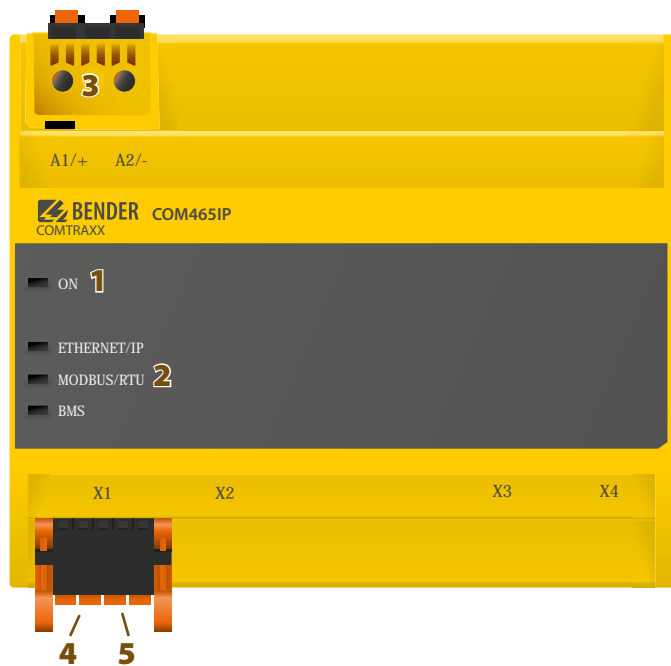 3
A1/+ A2/-
BENDER COM465IP
COMTRAXX
ON 1
ETHERNET/IP
MODBUS/RTU 2
BMS
X1 X2 X3 X4
4 5